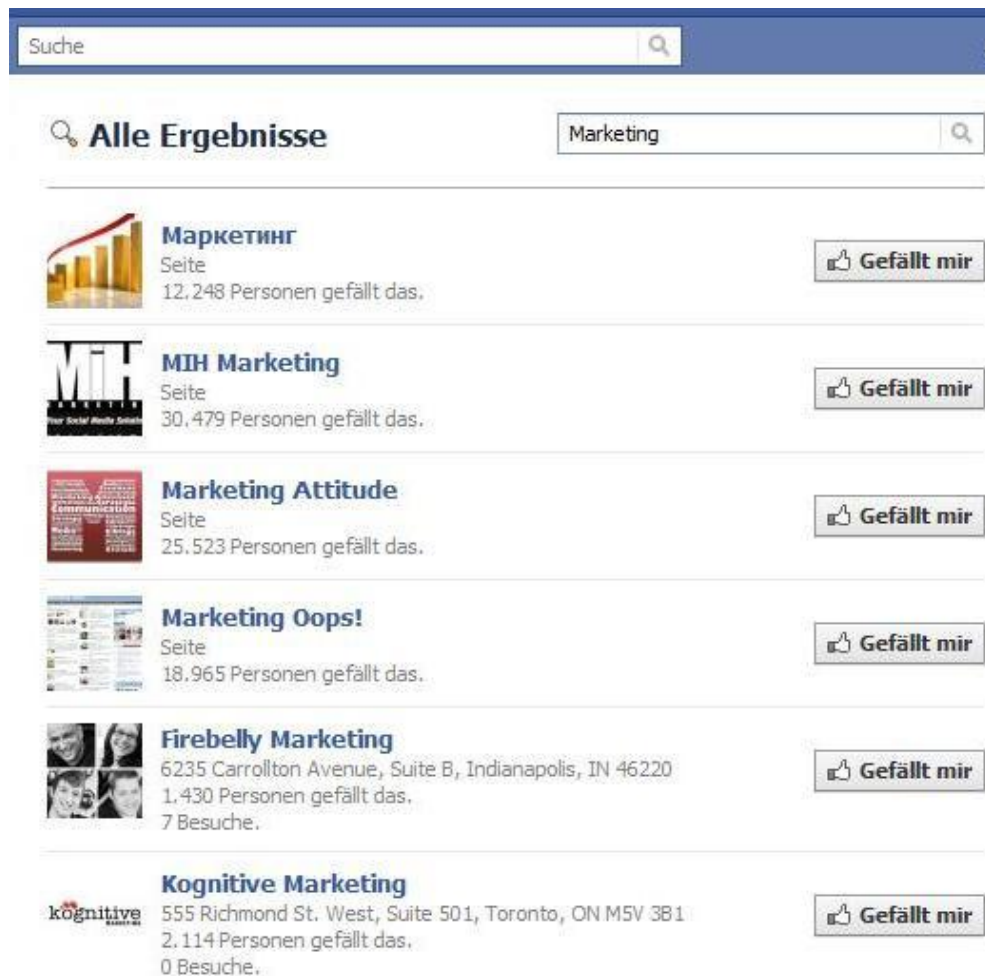 Suche
Alle Ergebnisse
Marketing
Маркетинг
Seite
12.248 Personen gefällt das.
Gefällt mir
MiH
MIH Marketing
Seite
30.479 Personen gefällt das.
Gefällt mir
Communication
Marketing Attitude
Seite
25.523 Personen gefällt das.
Gefällt mir
Marketing Oops!
Seite
18.965 Personen gefällt das.
Gefällt mir
Firebelly Marketing
6235 Carrollton Avenue, Suite B, Indianapolis, IN 46220
1.430 Personen gefällt das.
7 Besuche.
Gefällt mir
kognitive
Kognitive Marketing
555 Richmond St. West, Suite 501, Toronto, ON M5V 3B1
2.114 Personen gefällt das.
0 Besuche.
Gefällt mir